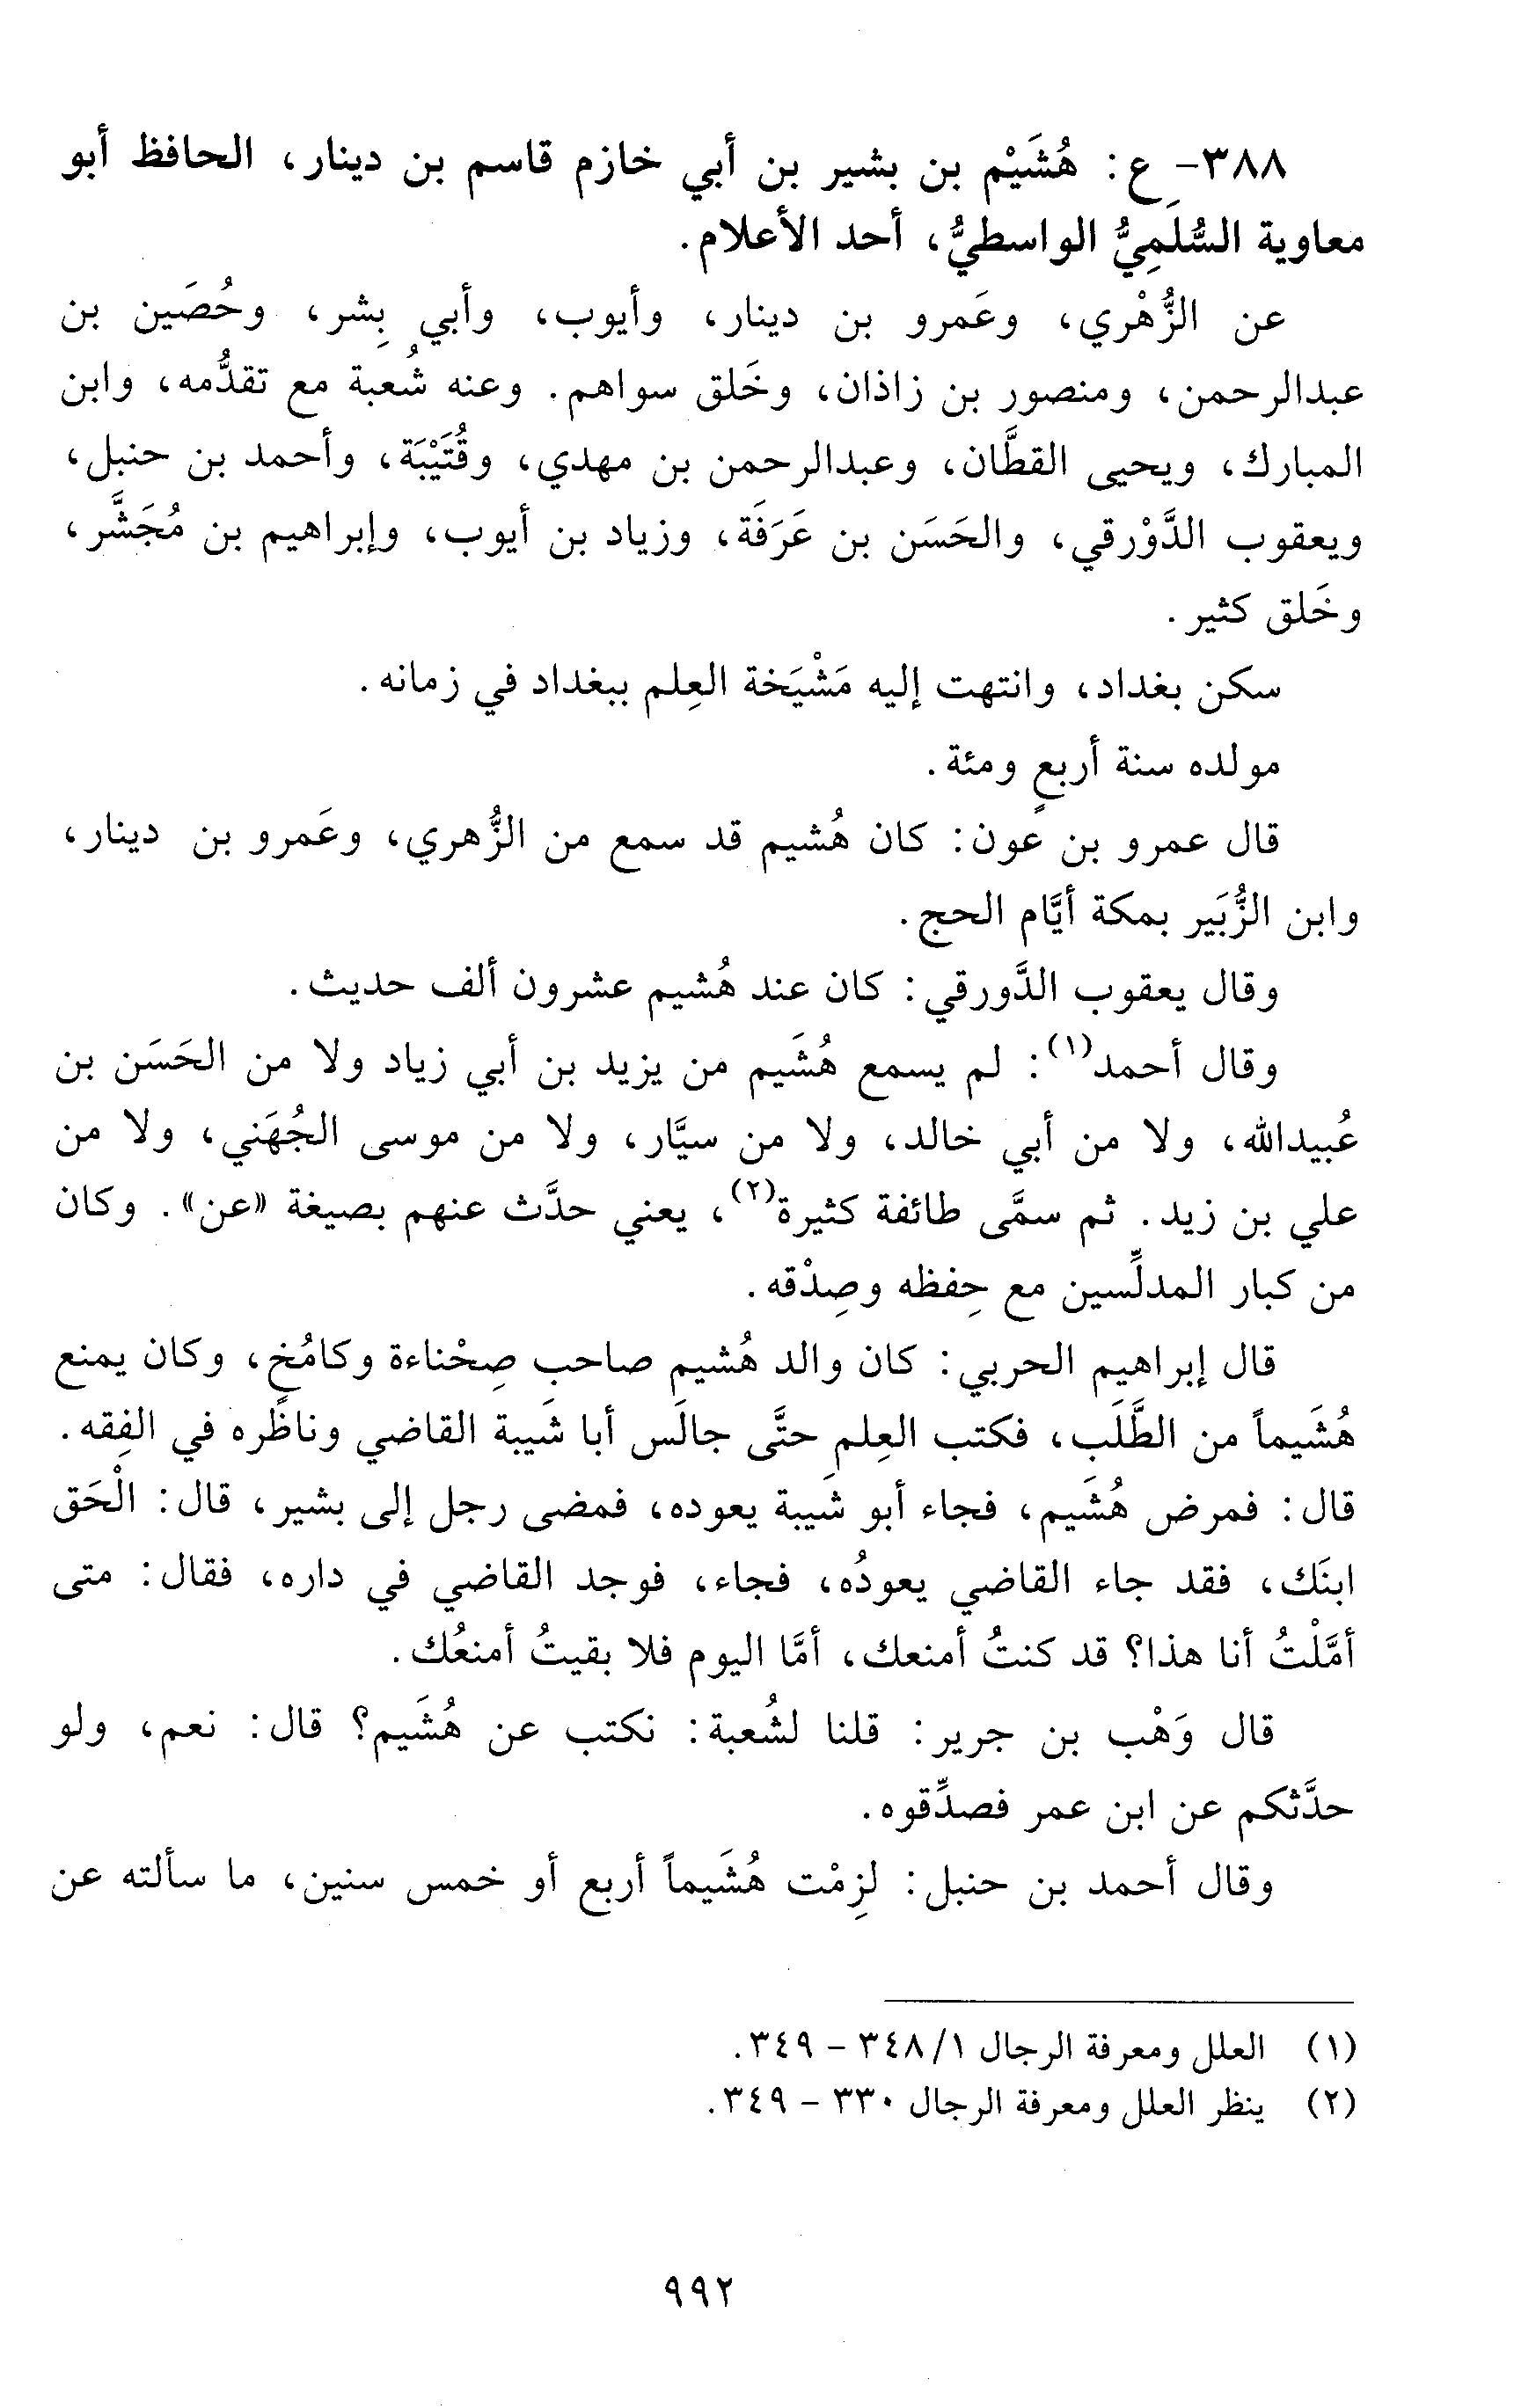 ٣٨٨- ع: هُشَيْم بن بشير بن أبي خازم قاسم بن دينار، الحافظ أبو
معاوية السُّلَمِيُّ الواسطيُّ، أحد الأعلام.
عن الزُّهْري، وعَمرو بن دينار، وأيوب، وأبي بِشر، وحُصَين بن
عبدالرحمن، ومنصور بن زاذان، وخَلق سواهم. وعنه شُعبة مع تقدُّمه، وابن
المبارك، ويحيى القطَّان، وعبدالرحمن بن مهدي، وقُتَيْبَة، وأحمد بن حنبل،
ويعقوب الدَّوْرقي، والحَسَن بن عَرَفَة، وزياد بن أيوب، وإبراهيم بن مُجَشَّر،
وخَلق كثير.
سكن بغداد، وانتهت إليه مَشْيَخة العِلم ببغداد في زمانه.
مولده سنة أربعٍ ومئة.
قال عمرو بن عون: كان هُشيم قد سمع من الزُّهري، وعَمرو بن دينار،
وابن الزُّبَير بمكة أيَّام الحج.
وقال يعقوب الدَّورقي: كان عند هُشيم عشرون ألف حديث.
وقال أحمد(١): لم يسمع هُشَيم من يزيد بن أبي زياد ولا من الحَسَن بن
عُبيدالله، ولا من أبي خالد، ولا من سيَّار، ولا من موسى الجُهَني، ولا من
علي بن زيد. ثم سمَّى طائفة كثيرة(٢)، يعني حدَّث عنهم بصيغة «عن». وكان
من كبار المدلِّسين مع حِفظه وصِدْقه.
قال إبراهيم الحربي: كان والد هُشيم صاحب صِحْناءة وكامُخٍ، وكان يمنع
هُشَيماً من الطَّلَب، فكتب العِلم حتَّى جالَس أبا شَيبة القاضي وناظَره في الفِقه.
قال: فمرض هُشَيم، فجاء أبو شَيبة يعوده، فمضى رجل إلى بشير، قال: الْحَق
ابنَك، فقد جاء القاضي يعودُه، فجاء، فوجد القاضي في داره، فقال: متى
أمَّلْتُ أنا هذا؟ قد كنتُ أمنعك، أمَّا اليوم فلا بقيتُ أمنعُك.
قال وَهْب بن جرير: قلنا لشُعبة: نكتب عن هُشَيم؟ قال: نعم، ولو
حدَّثكم عن ابن عمر فصدِّقوه.
وقال أحمد بن حنبل: لزِمْت هُشَيماً أربع أو خمس سنين، ما سألته عن
(١) العلل ومعرفة الرجال ١/ ٣٤٨ - ٣٤٩.
(٢) ينظر العلل ومعرفة الرجال ٣٣٠ - ٣٤٩.
٩٩٢